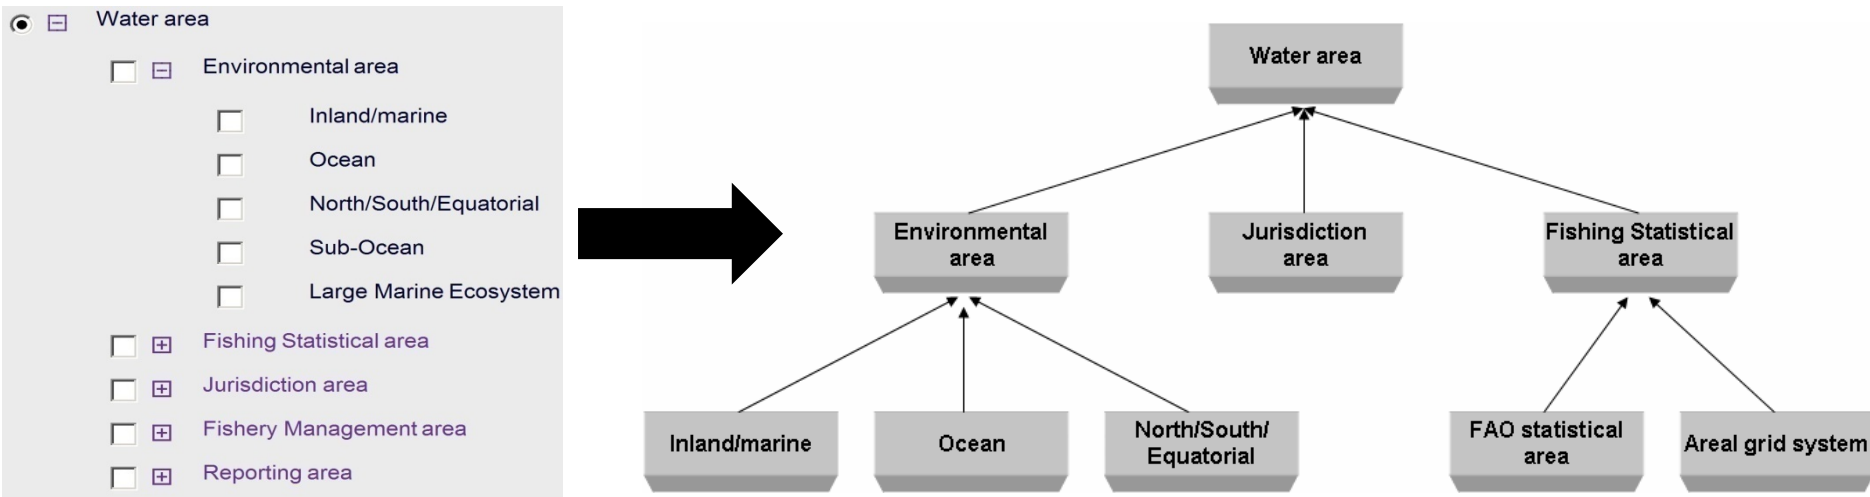 Water area
Environmental area
Inland/marine
Ocean
North/South/Equatorial
Sub-Ocean
Large Marine Ecosystem
Fishing Statistical area
Jurisdiction area
Fishery Management area
Reporting area
Water area
Environmental
area
Jurisdiction
area
Fishing Statistical
area
Inland/marine
Ocean
North/South/
Equatorial
FAO statistical
area
Areal grid system